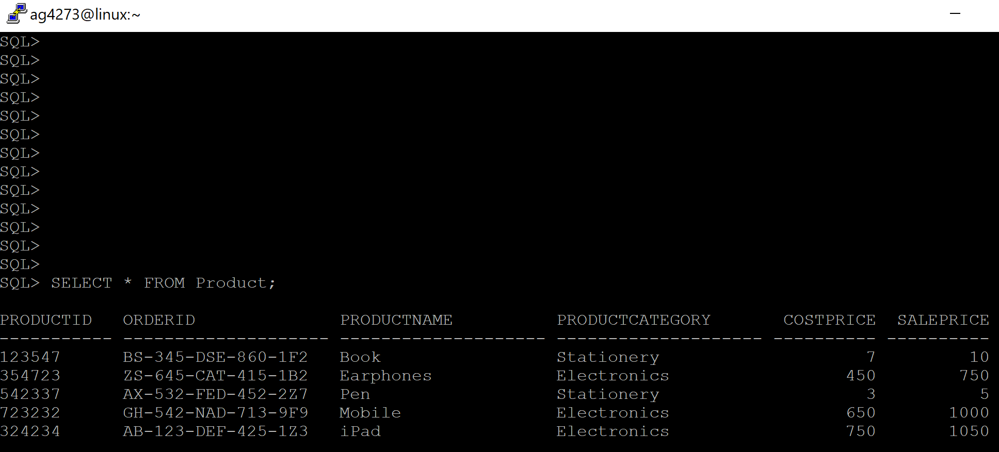 ag4273@linux:~
SQL>
SQL>
SQL>
SQL>
SQL>
SQL>
SQL>
SQL>
SQL>
SQL>
SQL>
SQL>
SQL>
SQL> SELECT * FROM Product;
PRODUCTID   ORDERID              PRODUCTNAME          PRODUCTCATEGORY       COSTPRICE  SALEPRICE
----------- -------------------- -------------------- -------------------- ---------- ----------
123547      BS-345-DSE-860-1F2   Book                 Stationery                    7         10
354723      ZS-645-CAT-415-1B2   Earphones            Electronics                 450        750
542337      AX-532-FED-452-2Z7   Pen                  Stationery                    3          5
723232      GH-542-NAD-713-9F9   Mobile               Electronics                 650       1000
324234      AB-123-DEF-425-1Z3   iPad                 Electronics                 750       1050